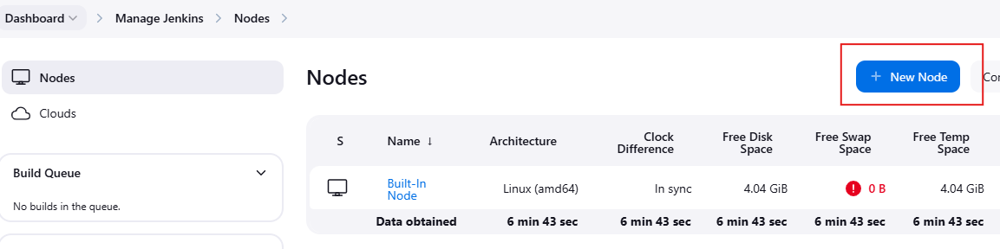 Dashboard Manage Jenkins Nodes
Nodes
Clouds
Build Queue
No builds in the queue.
Nodes
+ New Node
Con
S Name ↓ Architecture Clock Difference Free Disk Space Free Swap Space Free Temp Space
Built-In Node Linux (amd64) In sync 4.04 GiB 0 B 4.04 GiB
Data obtained 6 min 43 sec 6 min 43 sec 6 min 43 sec 6 min 43 sec 6 min 43 sec